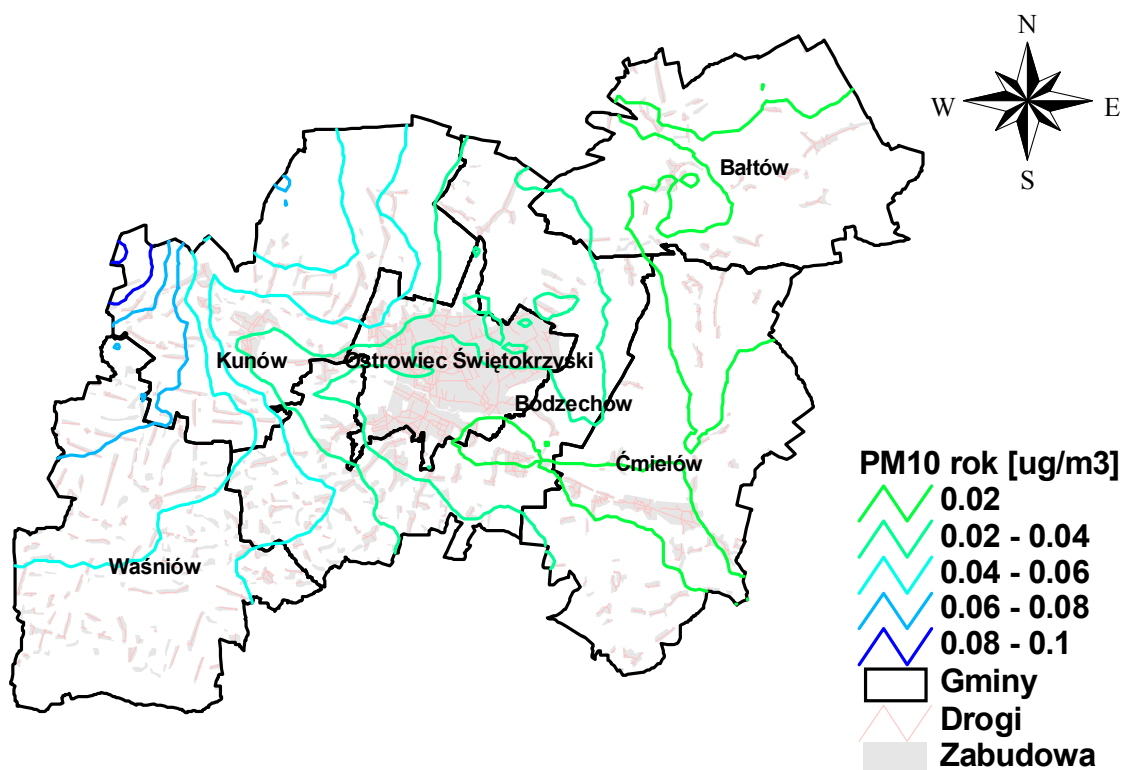 N
W
E
S
Bałtów
Kunów
Ostrowiec Świętokrzyski
Bodzechów
Ćmielów
Waśniów
PM10 rok [ug/m3]
0.02
0.02 - 0.04
0.04 - 0.06
0.06 - 0.08
0.08 - 0.1
Gminy
Drogi
Zabudowa